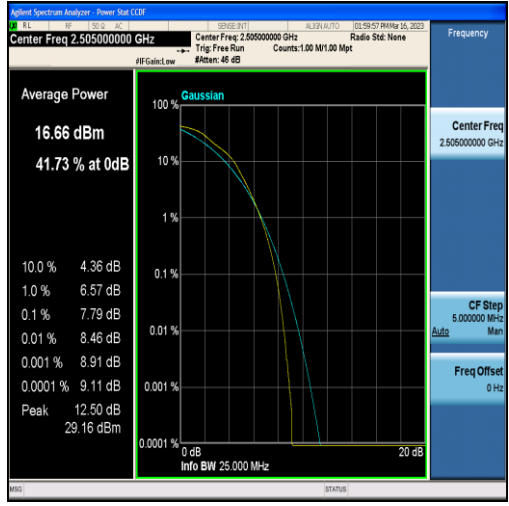 Agilent Spectrum Analyzer - Power Stat CCDF
RL RF 50 Ω AC SENSE:INT ALIGN AUTO 01:59:57 PM Mar 16, 2023
Center Freq 2.505000000 GHz
Center Freq: 2.505000000 GHz Radio Std: None
Trig: Free Run Counts:1.00 M/1.00 Mpt
#IFGain:Low #Atten: 46 dB
Frequency
Average Power
16.66 dBm
41.73 % at 0dB
10.0 % 4.36 dB
1.0 % 6.57 dB
0.1 % 7.79 dB
0.01 % 8.46 dB
0.001 % 8.91 dB
0.0001 % 9.11 dB
Peak 12.50 dB
29.16 dBm
Gaussian
100 %
10 %
1 %
0.1 %
0.01 %
0.001 %
0.0001 %
0 dB 20 dB
Info BW 25.000 MHz
Center Freq
2.505000000 GHz
CF Step
5.000000 MHz
Auto Man
Freq Offset
0 Hz
MSG STATUS